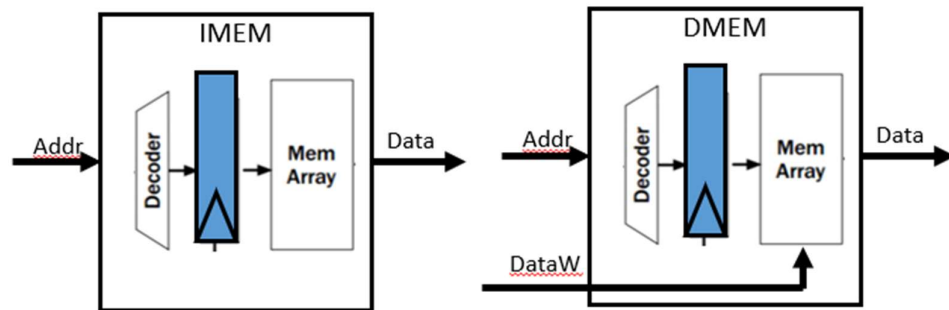 IMEM
Addr
Decoder
Mem
Array
Data
DMEM
Addr
Decoder
Mem
Array
Data
DataW